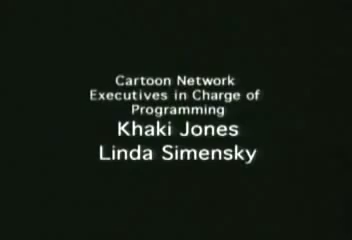 Cartoon Network
Executives in Charge of
Programming
Khaki Jones
Linda Simensky